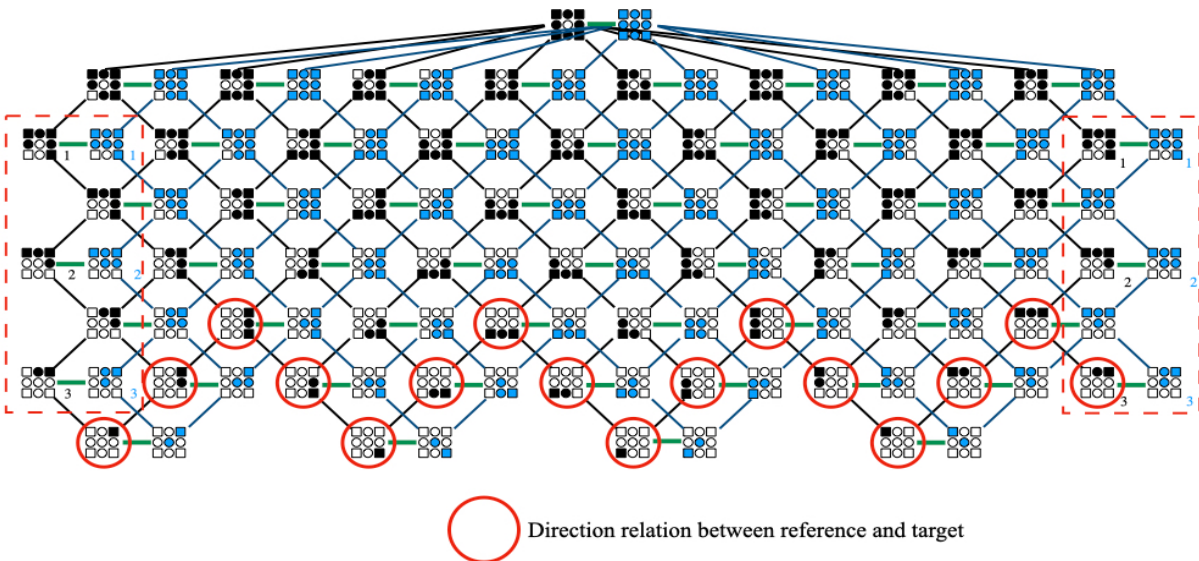 1 1 1 1
2 2 2 2
3 3 3 3
Direction relation between reference and target